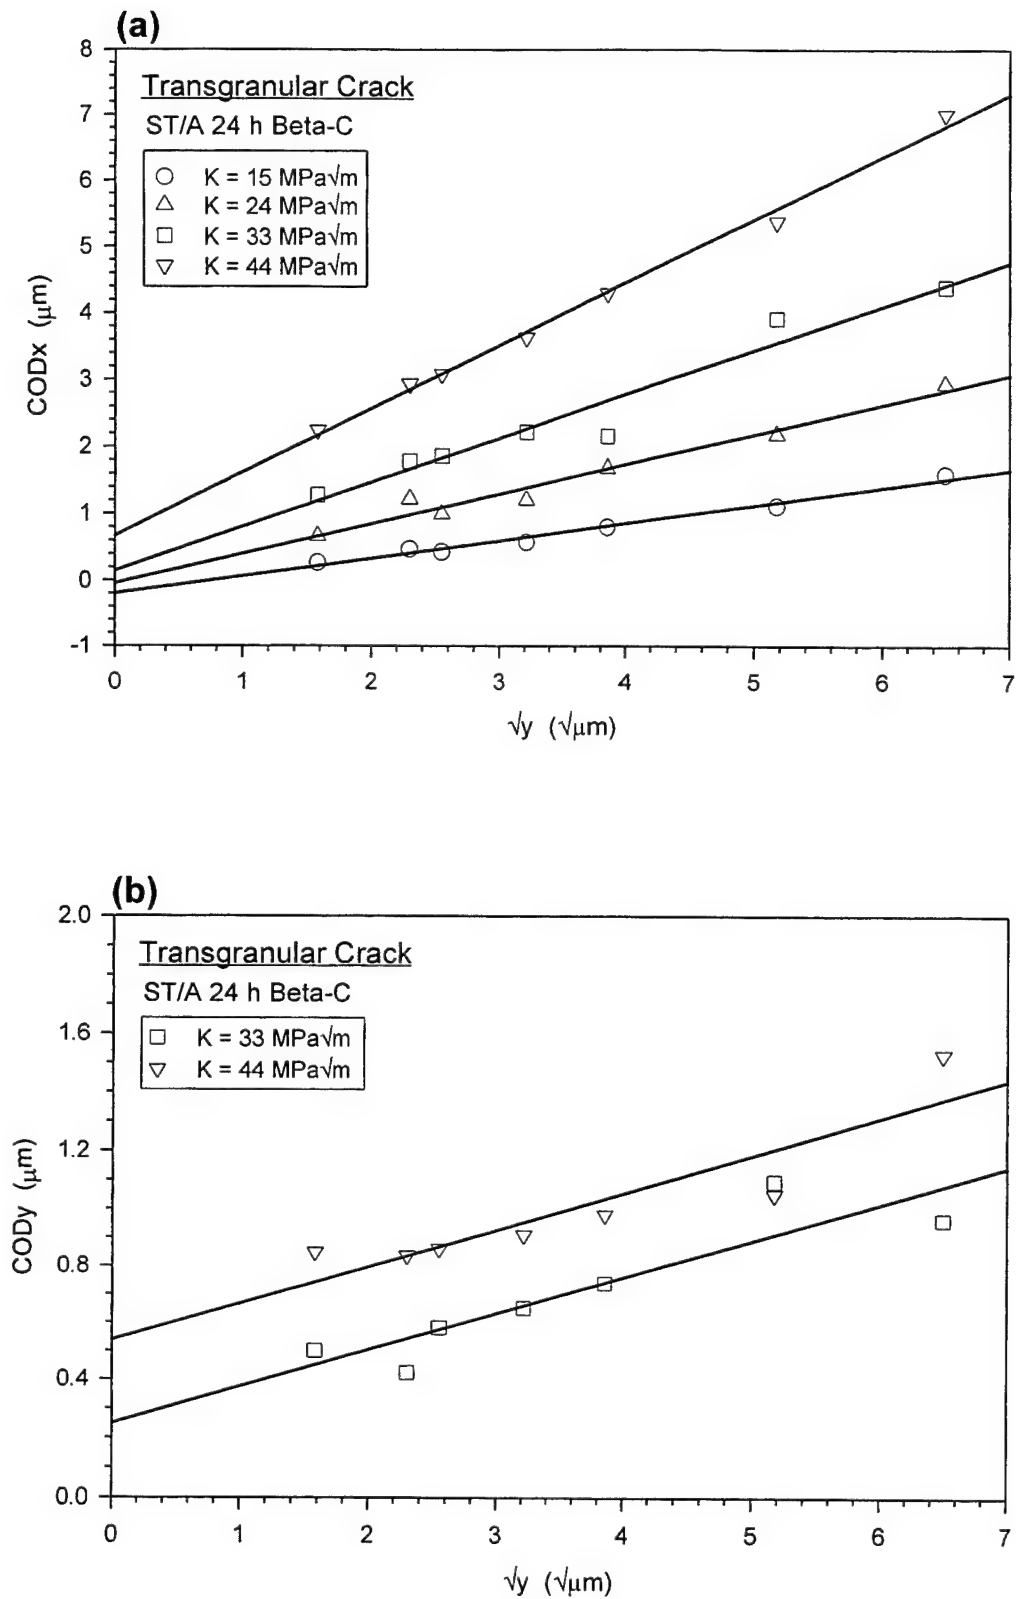 (a)
8
7
6
5
4
3
2
1
0
-1
CODx (μm)
Transgranular Crack
ST/A 24 h Beta-C
K = 15 MPa√m
K = 24 MPa√m
K = 33 MPa√m
K = 44 MPa√m
0 1 2 3 4 5 6 7
√y (√μm)
(b)
2.0
1.6
1.2
0.8
0.4
0.0
CODy (μm)
Transgranular Crack
ST/A 24 h Beta-C
K = 33 MPa√m
K = 44 MPa√m
0 1 2 3 4 5 6 7
√y (√μm)